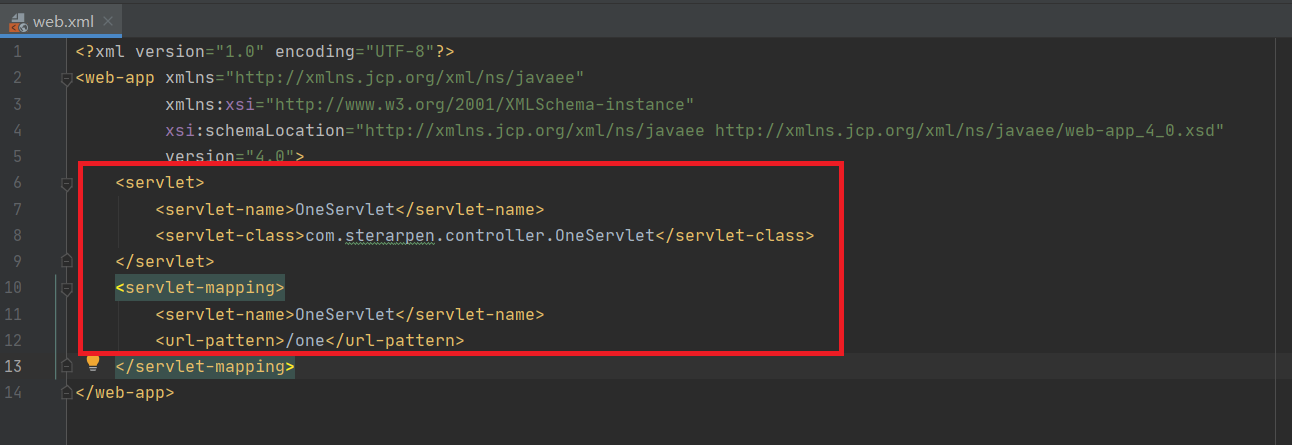 web.xml
1 <?xml version="1.0" encoding="UTF-8"?>
2 <web-app xmlns="http://xmlns.jcp.org/xml/ns/javaee"
3 xmlns:xsi="http://www.w3.org/2001/XMLSchema-instance"
4 xsi:schemaLocation="http://xmlns.jcp.org/xml/ns/javaee http://xmlns.jcp.org/xml/ns/javaee/web-app_4_0.xsd"
5 version="4.0">
6 <servlet>
7 <servlet-name>OneServlet</servlet-name>
8 <servlet-class>com.sterarpen.controller.OneServlet</servlet-class>
9 </servlet>
10 <servlet-mapping>
11 <servlet-name>OneServlet</servlet-name>
12 <url-pattern>/one</url-pattern>
13 </servlet-mapping>
14 </web-app>